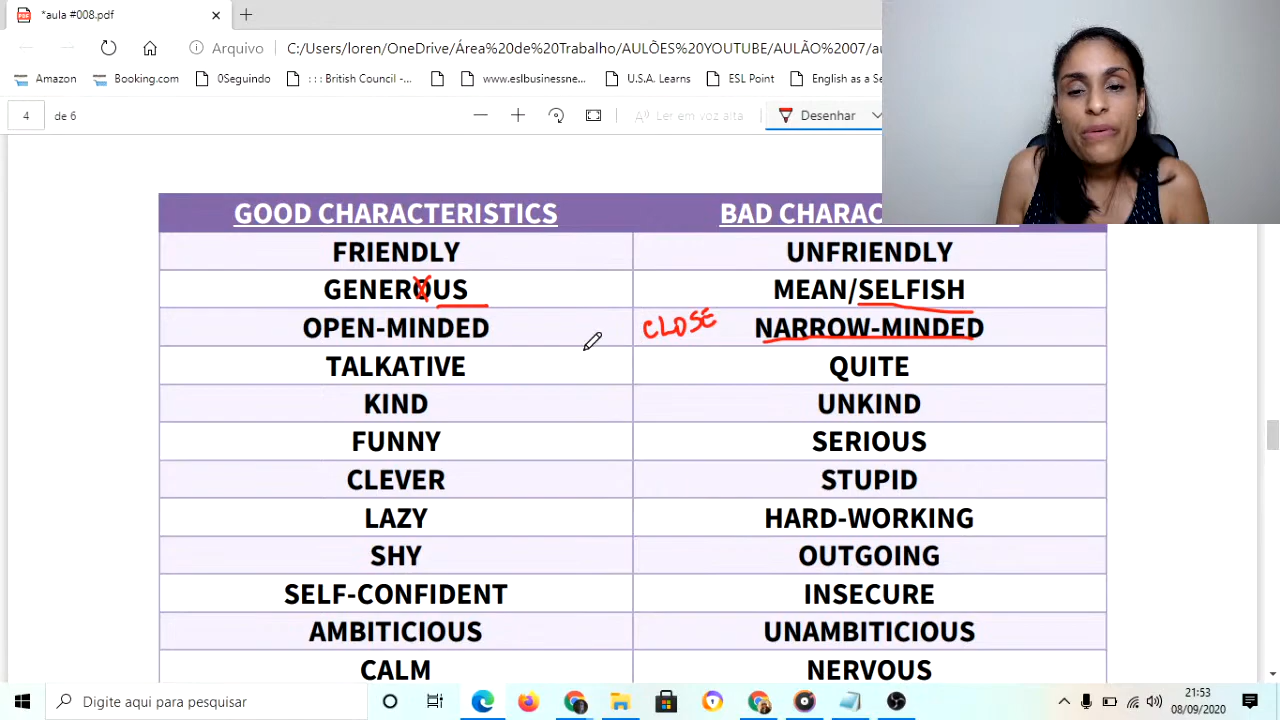 *aula #008.pdf
Arquivo C:/Users/loren/OneDrive/Área%20de%20Trabalho/AULÕES%20YOUTUBE/AULÃO%2007/au
Amazon Booking.com 0Seguindo : : : British Council -... www.eslbusinessne... U.S.A. Learns ESL Point English as a Se
4 de 6 Ler em voz alta Desenhar
GOOD CHARACTERISTICS BAD CHARAC
FRIENDLY UNFRIENDLY
GENEROUS MEAN/SELFISH
OPEN-MINDED CLOSE NARROW-MINDED
TALKATIVE QUITE
KIND UNKIND
FUNNY SERIOUS
CLEVER STUPID
LAZY HARD-WORKING
SHY OUTGOING
SELF-CONFIDENT INSECURE
AMBITICIOUS UNAMBITICIOUS
CALM NERVOUS
Digite aqui para pesquisar 21:53
08/09/2020